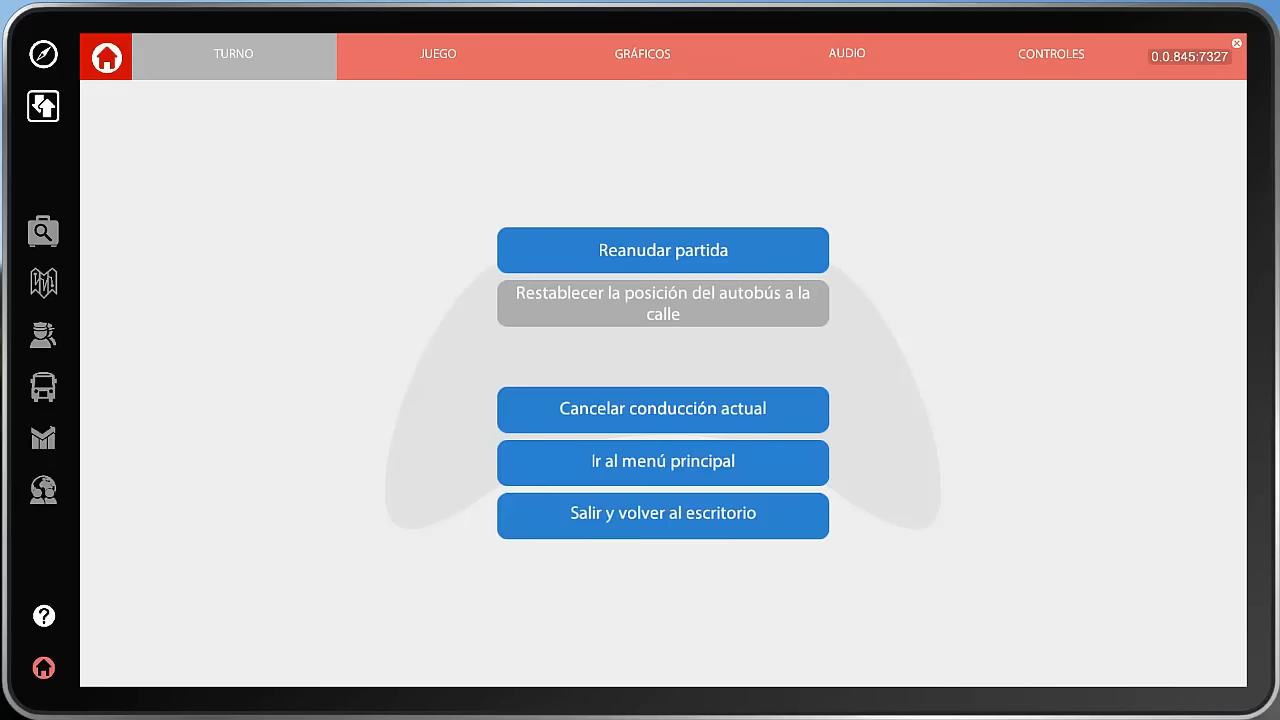 TURNO
JUEGO
GRÁFICOS
AUDIO
CONTROLES
0.0.845:7327
Reanudar partida
Restablecer la posición del autobús a la
calle
Cancelar conducción actual
Ir al menú principal
Salir y volver al escritorio